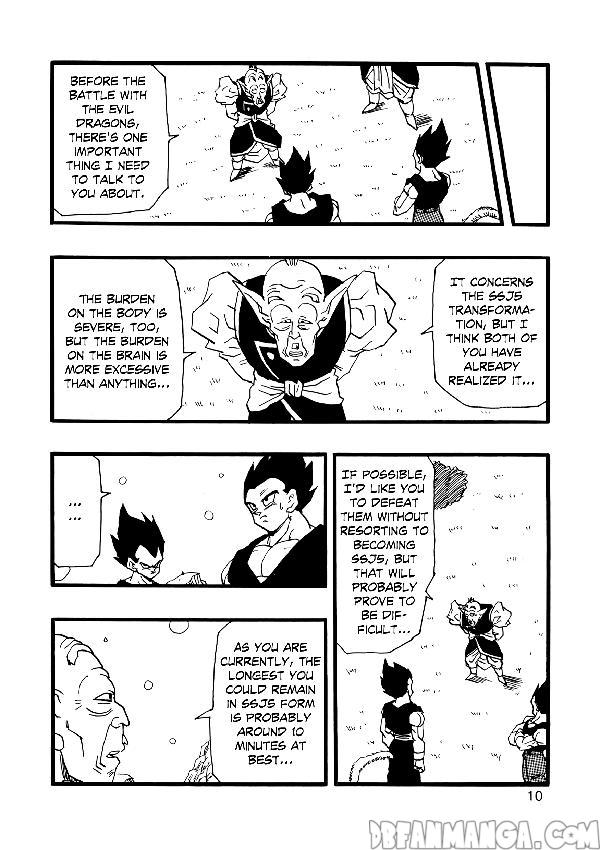 BEFORE THE
BATTLE WITH
THE EVIL
DRAGONS,
THERE'S ONE
IMPORTANT
THING I NEED
TO TALK TO
YOU ABOUT.
IT CONCERNS
THE SSJ5
TRANSFORMA-
TION, BUT I
THINK BOTH OF
YOU HAVE
ALREADY
REALIZED IT...
THE BURDEN
ON THE BODY IS
SEVERE, TOO,
BUT THE BURDEN
ON THE BRAIN IS
MORE EXCESSIVE
THAN ANYTHING...
IF POSSIBLE,
I'D LIKE YOU
TO DEFEAT
THEM WITHOUT
RESORTING TO
BECOMING
SSJ5, BUT
THAT WILL
PROBABLY
PROVE TO
BE DIF-
FICULT...
...
...
AS YOU ARE
CURRENTLY, THE
LONGEST YOU
COULD REMAIN
IN SSJ5 FORM
IS PROBABLY
AROUND 10
MINUTES AT
BEST...
10
DBFANMANGA.COM